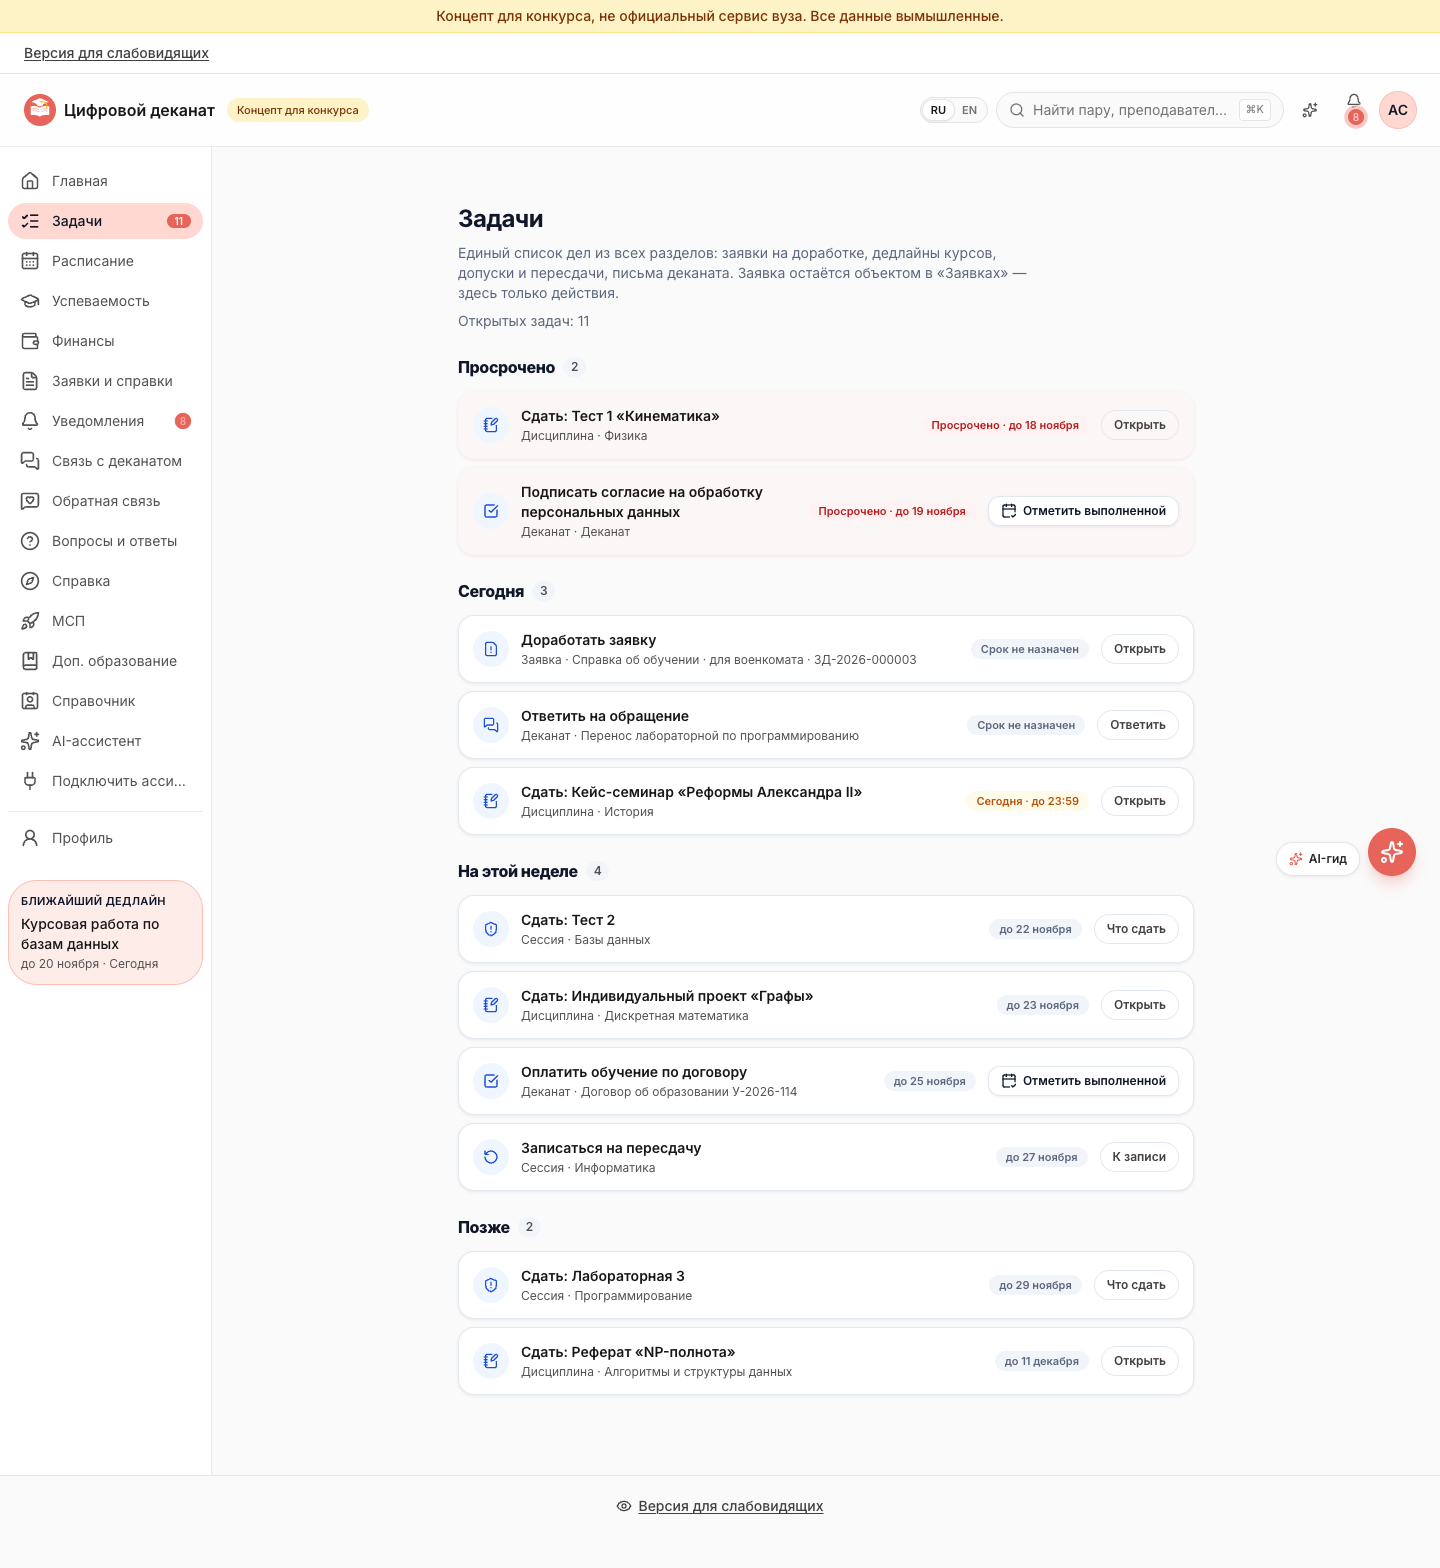 Концепт для конкурса, не официальный сервис вуза. Все данные вымышленные.
Версия для слабовидящих
Цифровой деканат
Концепт для конкурса
RU EN
Найти пару, преподавател...
⌘K
8
АС
Главная
Задачи 11
Расписание
Успеваемость
Финансы
Заявки и справки
Уведомления 8
Связь с деканатом
Обратная связь
Вопросы и ответы
Справка
МСП
Доп. образование
Справочник
AI-ассистент
Подключить асси...
Профиль
БЛИЖАЙШИЙ ДЕДЛАЙН
Курсовая работа по
базам данных
до 20 ноября · Сегодня
Задачи
Единый список дел из всех разделов: заявки на доработке, дедлайны курсов,
допуски и пересдачи, письма деканата. Заявка остаётся объектом в «Заявках» —
здесь только действия.
Открытых задач: 11
Просрочено 2
Сдать: Тест 1 «Кинематика»
Дисциплина · Физика
Просрочено · до 18 ноября
Открыть
Подписать согласие на обработку
персональных данных
Деканат · Деканат
Просрочено · до 19 ноября
Отметить выполненной
Сегодня 3
Доработать заявку
Заявка · Справка об обучении · для военкомата · ЗД-2026-000003
Срок не назначен
Открыть
Ответить на обращение
Деканат · Перенос лабораторной по программированию
Срок не назначен
Ответить
Сдать: Кейс-семинар «Реформы Александра II»
Дисциплина · История
Сегодня · до 23:59
Открыть
На этой неделе 4
Сдать: Тест 2
Сессия · Базы данных
до 22 ноября
Что сдать
Сдать: Индивидуальный проект «Графы»
Дисциплина · Дискретная математика
до 23 ноября
Открыть
Оплатить обучение по договору
Деканат · Договор об образовании У-2026-114
до 25 ноября
Отметить выполненной
Записаться на пересдачу
Сессия · Информатика
до 27 ноября
К записи
Позже 2
Сдать: Лабораторная 3
Сессия · Программирование
до 29 ноября
Что сдать
Сдать: Реферат «NP-полнота»
Дисциплина · Алгоритмы и структуры данных
до 11 декабря
Открыть
AI-гид
Версия для слабовидящих